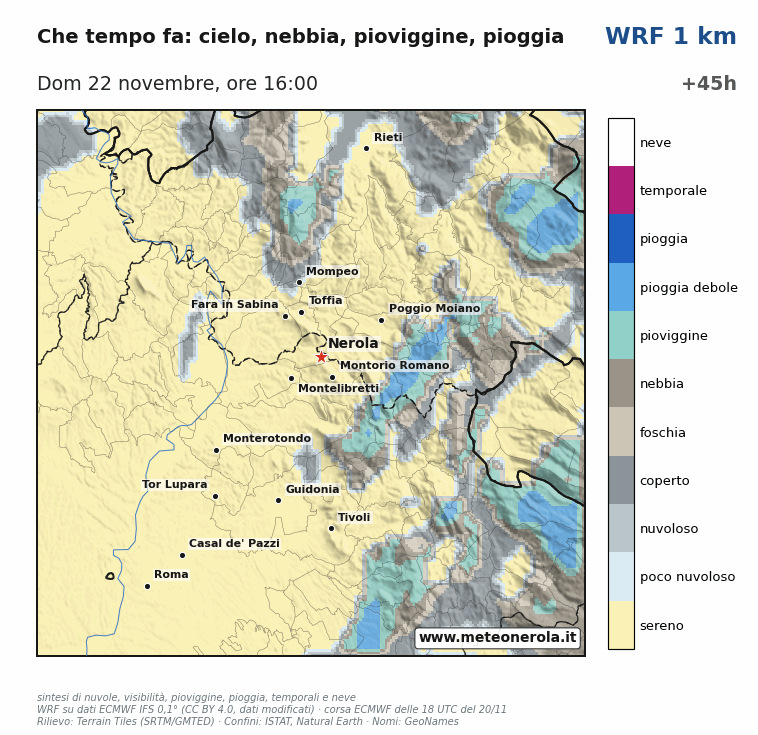 Che tempo fa: cielo, nebbia, pioviggine, pioggia
WRF 1 km
Dom 22 novembre, ore 16:00
+45h
Rieti
Mompeo
Fara in Sabina
Toffia
Poggio Moiano
Nerola
Montorio Romano
Montelibretti
Monterotondo
Tor Lupara
Guidonia
Tivoli
Casal de' Pazzi
Roma
www.meteonerola.it
neve
temporale
pioggia
pioggia debole
pioviggine
nebbia
foschia
coperto
nuvoloso
poco nuvoloso
sereno
sintesi di nuvole, visibilità, pioviggine, pioggia, temporali e neve
WRF su dati ECMWF IFS 0,1° (CC BY 4.0, dati modificati) · corsa ECMWF delle 18 UTC del 20/11
Rilievo: Terrain Tiles (SRTM/GMTED) · Confini: ISTAT, Natural Earth · Nomi: GeoNames